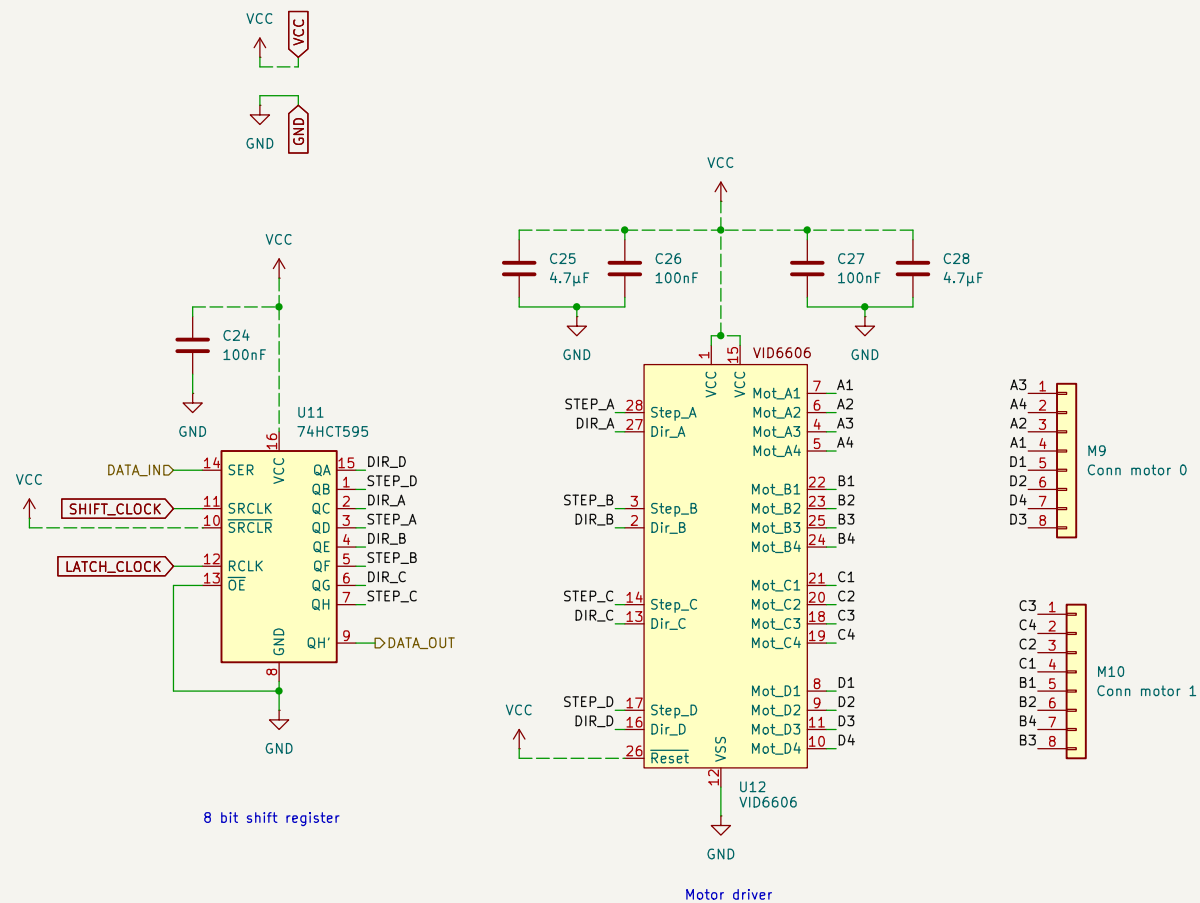 VCC
VCC
GND
GND
VCC
C24
100nF
GND
U11
74HCT595
16
VCC
DATA_IN
14
SER
VCC
SHIFT_CLOCK
11
SRCLK
10
SRCLR
LATCH_CLOCK
12
RCLK
13
OE
QA
15
DIR_D
QB
1
STEP_D
QC
2
DIR_A
QD
3
STEP_A
QE
4
DIR_B
QF
5
STEP_B
QG
6
DIR_C
QH
7
STEP_C
QH'
9
DATA_OUT
GND
8
GND
8 bit shift register
VCC
C25
4.7µF
C26
100nF
C27
100nF
C28
4.7µF
GND
GND
1
15
VID6606
VCC
VCC
STEP_A
28
Step_A
DIR_A
27
Dir_A
STEP_B
3
Step_B
DIR_B
2
Dir_B
STEP_C
14
Step_C
DIR_C
13
Dir_C
STEP_D
17
Step_D
DIR_D
16
Dir_D
VCC
26
Reset
Mot_A1
7
A1
Mot_A2
6
A2
Mot_A3
4
A3
Mot_A4
5
A4
Mot_B1
22
B1
Mot_B2
23
B2
Mot_B3
25
B3
Mot_B4
24
B4
Mot_C1
21
C1
Mot_C2
20
C2
Mot_C3
18
C3
Mot_C4
19
C4
Mot_D1
8
D1
Mot_D2
9
D2
Mot_D3
11
D3
Mot_D4
10
D4
VSS
12
U12
VID6606
GND
Motor driver
A3 1
A4 2
A2 3
A1 4
D1 5
D2 6
D4 7
D3 8
M9
Conn motor 0
C3 1
C4 2
C2 3
C1 4
B1 5
B2 6
B4 7
B3 8
M10
Conn motor 1